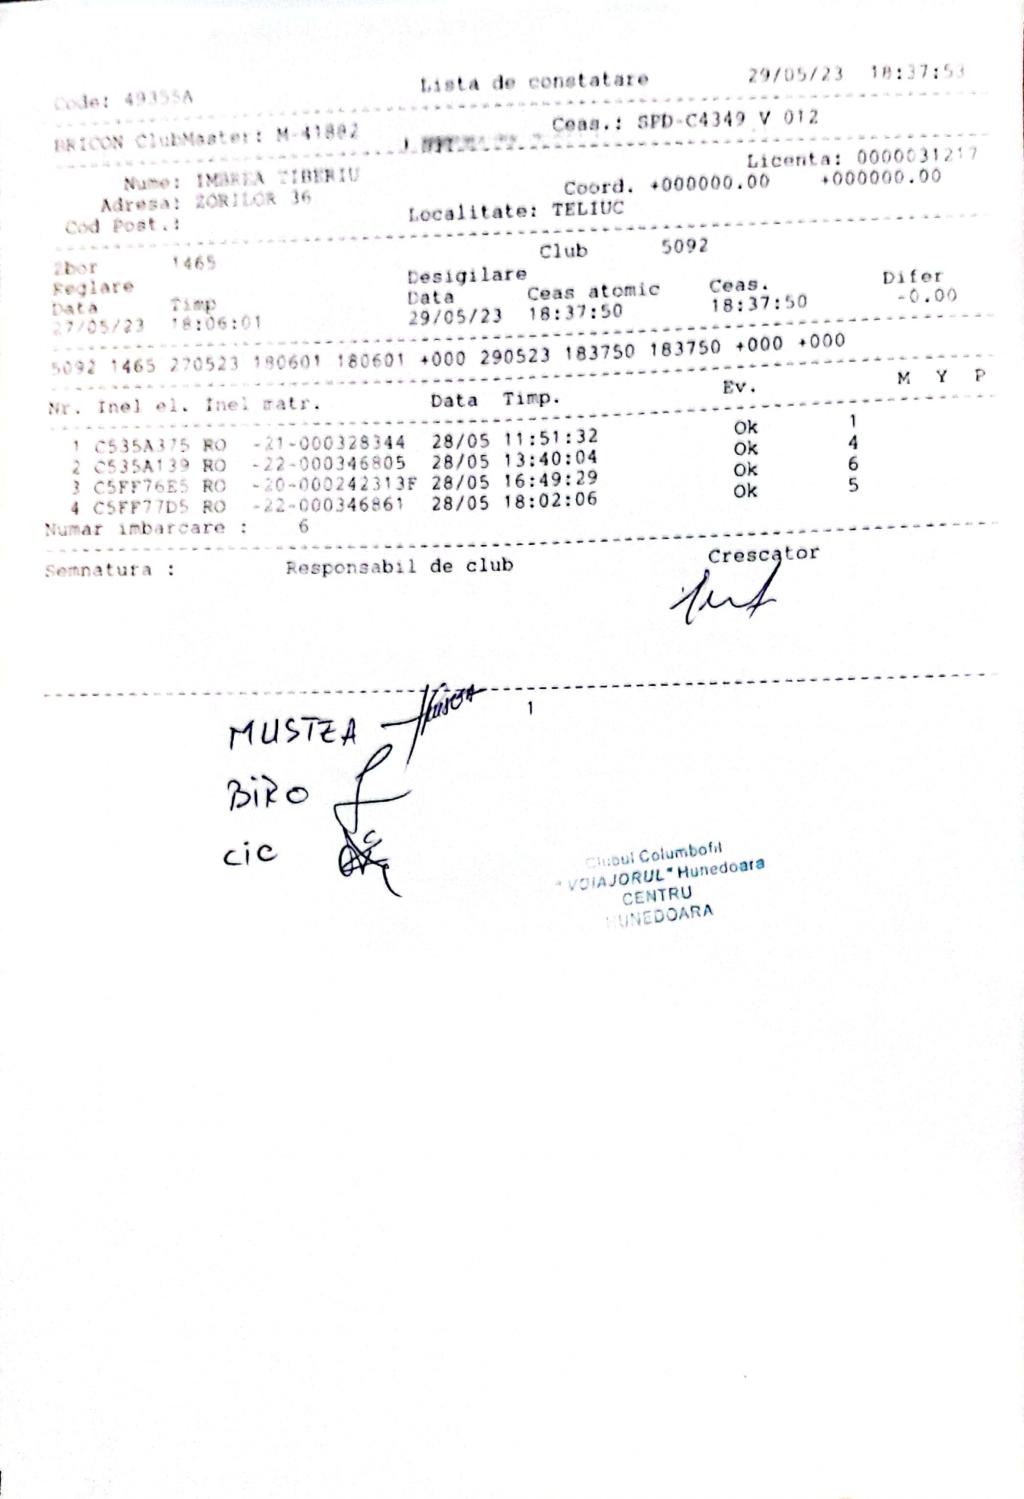 Code: 49355A Lista de constatare 29/05/23 18:37:53
BRICON ClubMaster: M-41802 Ceas.: SPD-C4349 V 012
Nume: IMBREA TIBERIU Licenta: 0000031217
Adresa: ZORILOR 36 Coord. +000000.00 +000000.00
Cod Post.: Localitate: TELIUC
Zbor 1465 Club 5092
Reglare Desigilare
Data Timp Data Ceas atomic Ceas. Difer
27/05/23 18:06:01 29/05/23 18:37:50 18:37:50 -0.00
5092 1465 270523 180601 180601 +000 290523 183750 183750 +000 +000
Nr. Inel el. Inel matr. Data Timp. Ev. M Y P
1 C535A375 RO -21-000328344 28/05 11:51:32 Ok 1
2 C535A139 RO -22-000346805 28/05 13:40:04 Ok 4
3 C5FF76E5 RO -20-000242313F 28/05 16:49:29 Ok 6
4 C5FF77D5 RO -22-000346861 28/05 18:02:06 Ok 5
Numar imbarcare : 6
Semnatura : Responsabil de club Crescator
1
MUSTEA
BIRO
CIC
Clubul Columbofil
"VOIAJORUL" Hunedoara
CENTRU
HUNEDOARA